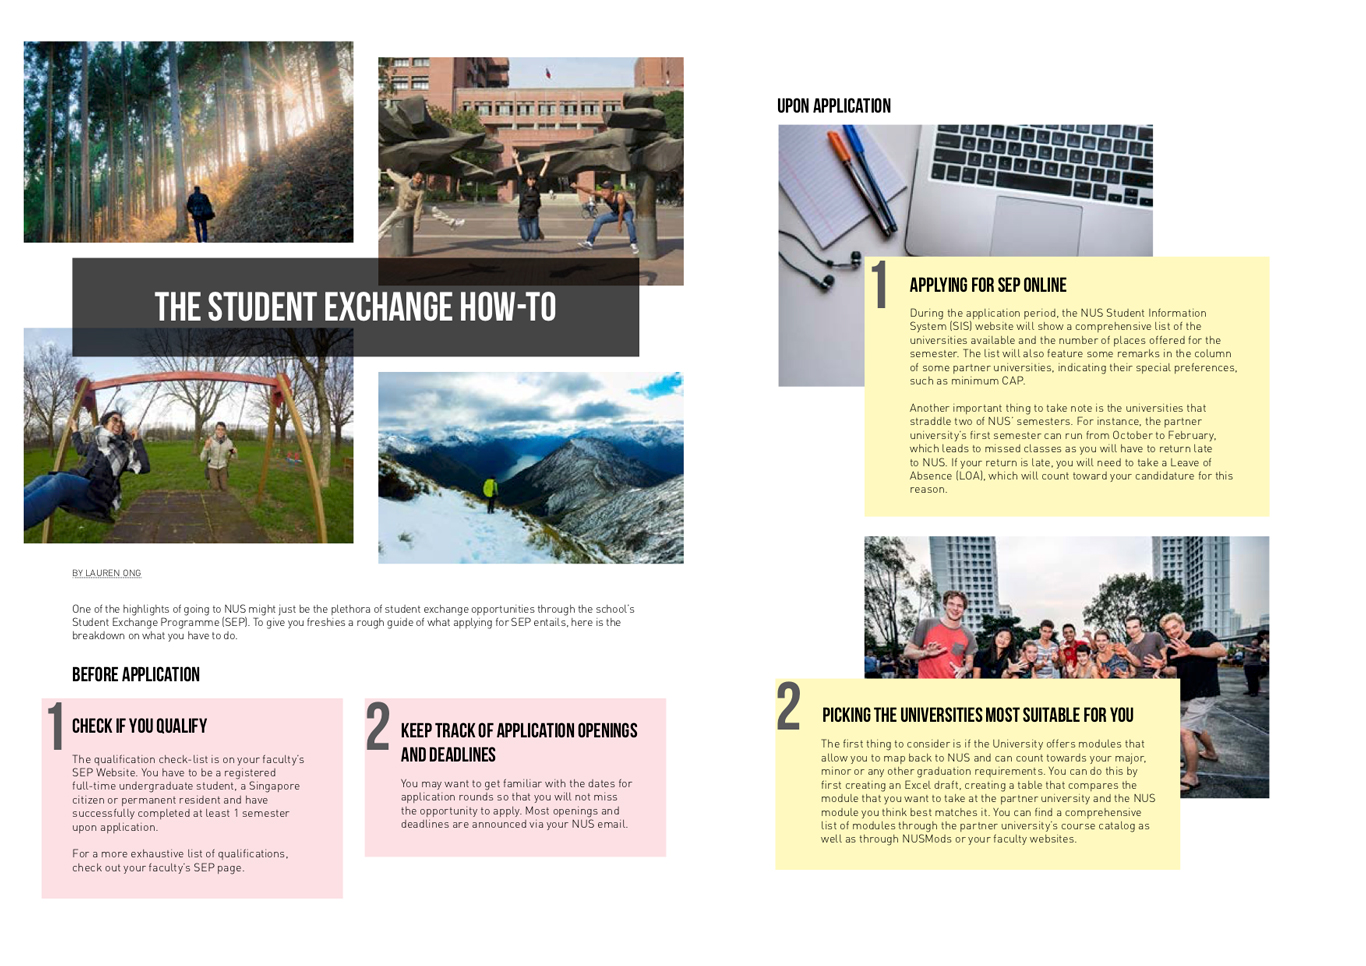 THE STUDENT EXCHANGE HOW-TO
BY LAUREN ONG
One of the highlights of going to NUS might just be the plethora of student exchange opportunities through the school's
Student Exchange Programme (SEP). To give you freshies a rough guide of what applying for SEP entails, here is the
breakdown on what you have to do.
BEFORE APPLICATION
1
CHECK IF YOU QUALIFY
The qualification check-list is on your faculty's
SEP Website. You have to be a registered
full-time undergraduate student, a Singapore
citizen or permanent resident and have
successfully completed at least 1 semester
upon application.
For a more exhaustive list of qualifications,
check out your faculty's SEP page.
2
KEEP TRACK OF APPLICATION OPENINGS
AND DEADLINES
You may want to get familiar with the dates for
application rounds so that you will not miss
the opportunity to apply. Most openings and
deadlines are announced via your NUS email.
UPON APPLICATION
1
APPLYING FOR SEP ONLINE
During the application period, the NUS Student Information
System (SIS) website will show a comprehensive list of the
universities available and the number of places offered for the
semester. The list will also feature some remarks in the column
of some partner universities, indicating their special preferences,
such as minimum CAP.
Another important thing to take note is the universities that
straddle two of NUS' semesters. For instance, the partner
university's first semester can run from October to February,
which leads to missed classes as you will have to return late
to NUS. If your return is late, you will need to take a Leave of
Absence (LOA), which will count toward your candidature for this
reason.
2
PICKING THE UNIVERSITIES MOST SUITABLE FOR YOU
The first thing to consider is if the University offers modules that
allow you to map back to NUS and can count towards your major,
minor or any other graduation requirements. You can do this by
first creating an Excel draft, creating a table that compares the
module that you want to take at the partner university and the NUS
module you think best matches it. You can find a comprehensive
list of modules through the partner university's course catalog as
well as through NUSMods or your faculty websites.